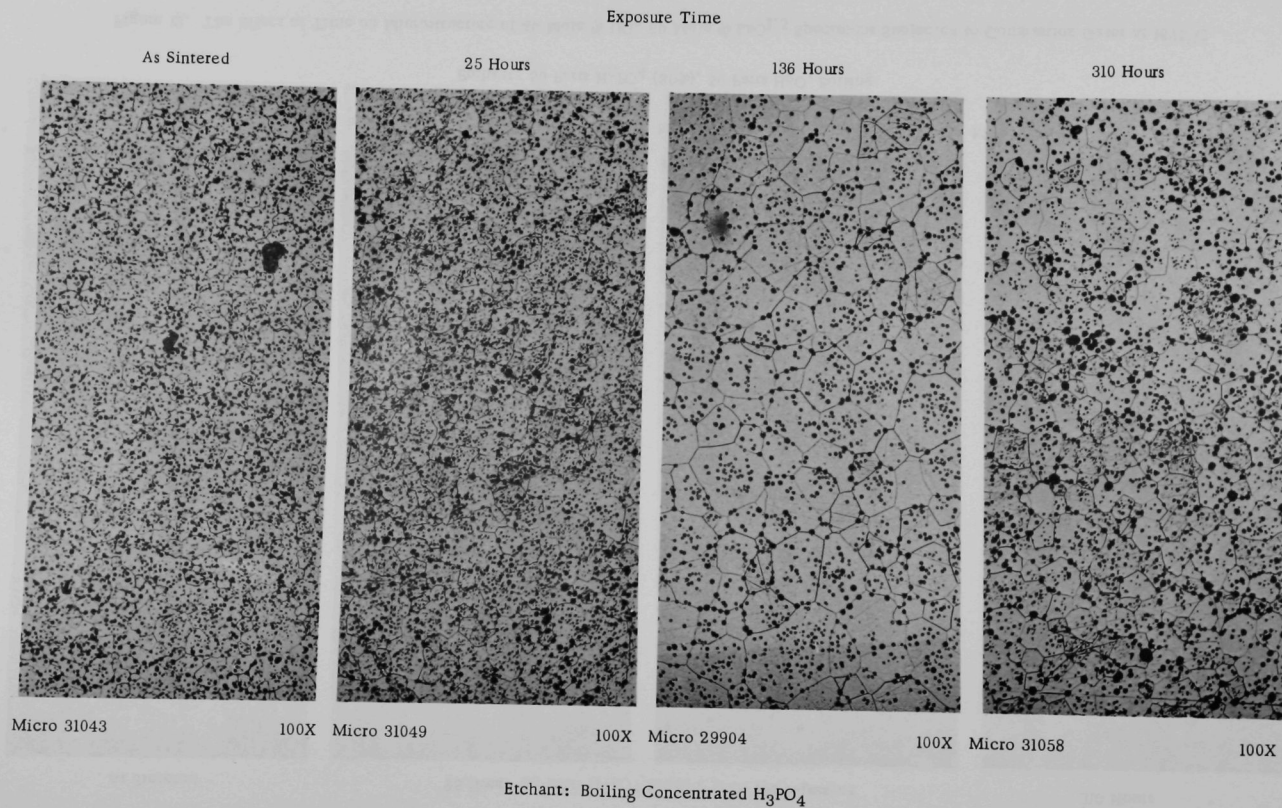 Exposure Time
As Sintered
25 Hours
136 Hours
310 Hours
Micro 31043 100X
Micro 31049 100X
Micro 29904 100X
Micro 31058 100X
Etchant: Boiling Concentrated H₃PO₄